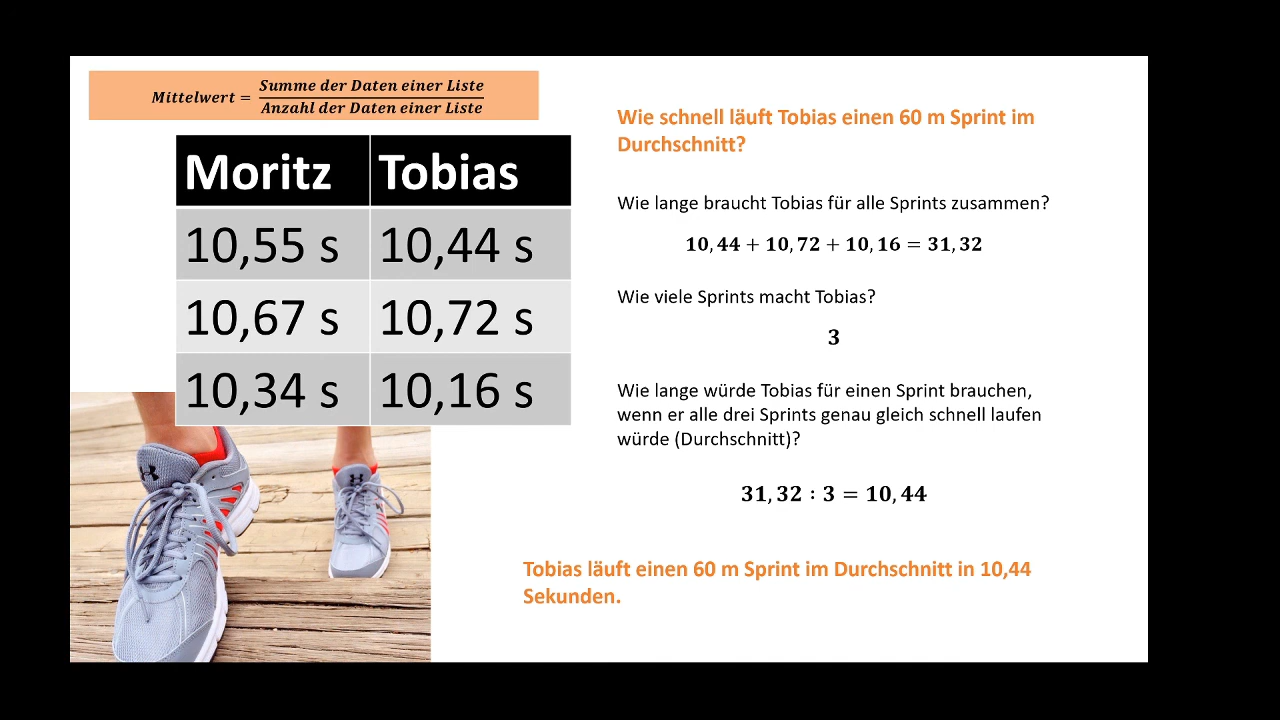 Mittelwert = Summe der Daten einer Liste
Anzahl der Daten einer Liste
Moritz Tobias
10,55 s 10,44 s
10,67 s 10,72 s
10,34 s 10,16 s
Wie schnell läuft Tobias einen 60 m Sprint im
Durchschnitt?
Wie lange braucht Tobias für alle Sprints zusammen?
10,44 + 10,72 + 10,16 = 31,32
Wie viele Sprints macht Tobias?
3
Wie lange würde Tobias für einen Sprint brauchen,
wenn er alle drei Sprints genau gleich schnell laufen
würde (Durchschnitt)?
31,32 : 3 = 10,44
Tobias läuft einen 60 m Sprint im Durchschnitt in 10,44
Sekunden.